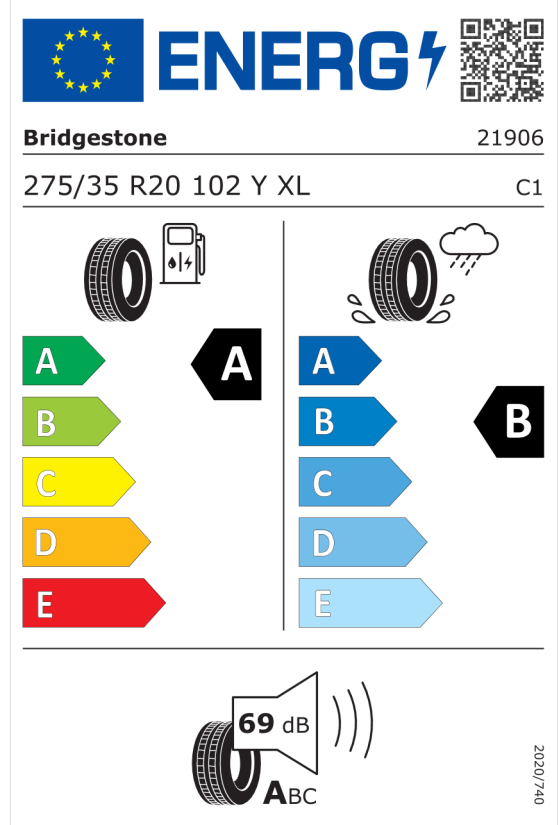 ENERG
Bridgestone 21906
275/35 R20 102 Y XL C1
A A A
B B B
C C
D D
E E
69 dB
ABC
2020/740